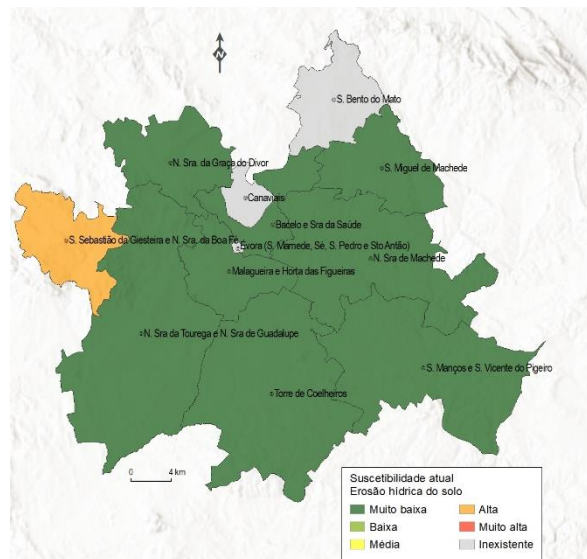 N
S. Bento do Mato
N. Sra. da Graça do Divor
S. Miguel de Machede
Canaviais
Bacelo e Sra da Saúde
S. Sebastião da Giesteira e N. Sra. da Boa Fé
Évora (S. Mamede, Sé, S. Pedro e Sto Antão)
N. Sra de Machede
Malagueira e Horta das Figueiras
N. Sra da Tourega e N. Sra de Guadalupe
S. Manços e S. Vicente do Pigeiro
Torre de Coelheiros
0 4 km
Suscetibilidade atual
Erosão hídrica do solo
Muito baixa
Baixa
Média
Alta
Muito alta
Inexistente